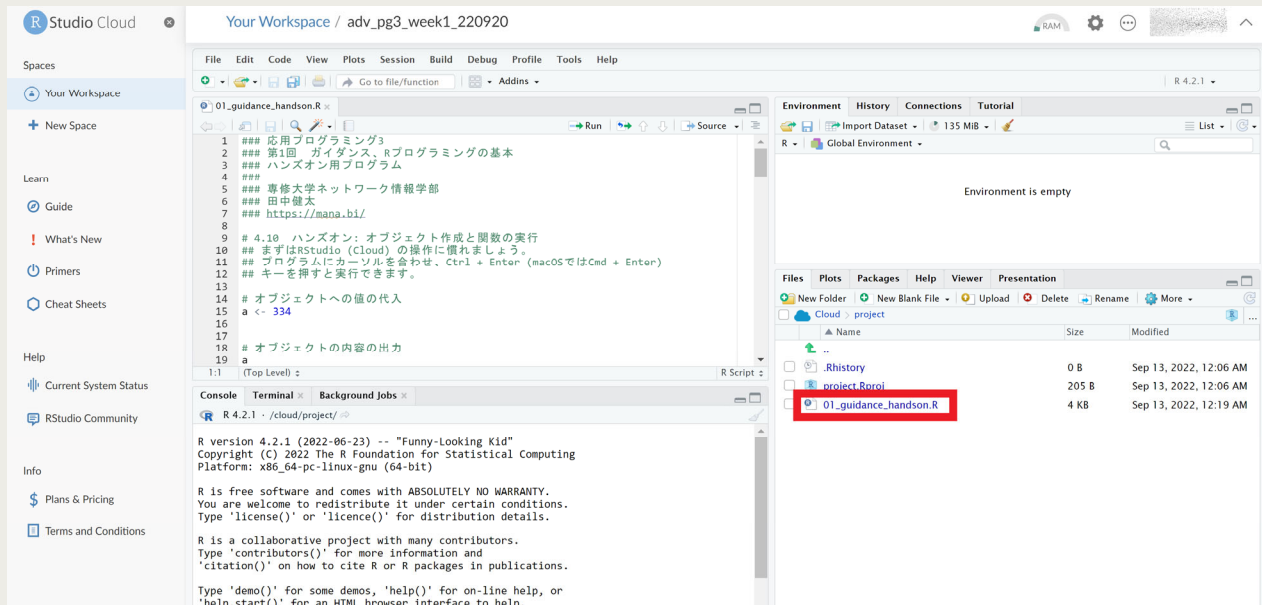 R Studio Cloud
Your Workspace / adv_pg3_week1_220920
RAM
Spaces
Your Workspace
New Space
Learn
Guide
What's New
Primers
Cheat Sheets
Help
Current System Status
RStudio Community
Info
Plans & Pricing
Terms and Conditions
File Edit Code View Plots Session Build Debug Profile Tools Help
Go to file/function Addins R 4.2.1
01_guidance_handson.R
Run Source
1 ### 応用プログラミング3
2 ### 第1回 ガイダンス、Rプログラミングの基本
3 ### ハンズオン用プログラム
4 ###
5 ### 専修大学ネットワーク情報学部
6 ### 田中健太
7 ### https://mana.bi/
8
9 # 4.10 ハンズオン: オブジェクト作成と関数の実行
10 ## まずはRStudio (Cloud) の操作に慣れましょう。
11 ## プログラムにカーソルを合わせ、Ctrl + Enter (macOSではCmd + Enter)
12 ## キーを押すと実行できます。
13
14 # オブジェクトへの値の代入
15 a <- 334
16
17
18 # オブジェクトの内容の出力
19 a
1:1 (Top Level) R Script
Console Terminal Background Jobs
R R 4.2.1 · /cloud/project/
R version 4.2.1 (2022-06-23) -- "Funny-Looking Kid"
Copyright (C) 2022 The R Foundation for Statistical Computing
Platform: x86_64-pc-linux-gnu (64-bit)
R is free software and comes with ABSOLUTELY NO WARRANTY.
You are welcome to redistribute it under certain conditions.
Type 'license()' or 'licence()' for distribution details.
R is a collaborative project with many contributors.
Type 'contributors()' for more information and
'citation()' on how to cite R or R packages in publications.
Type 'demo()' for some demos, 'help()' for on-line help, or
'help.start()' for an HTML browser interface to help.
Environment History Connections Tutorial
Import Dataset 135 MiB List
R Global Environment
Environment is empty
Files Plots Packages Help Viewer Presentation
New Folder New Blank File Upload Delete Rename More
Cloud > project ...
Name Size Modified
..
.Rhistory 0 B Sep 13, 2022, 12:06 AM
project.Rproj 205 B Sep 13, 2022, 12:06 AM
01_guidance_handson.R 4 KB Sep 13, 2022, 12:19 AM